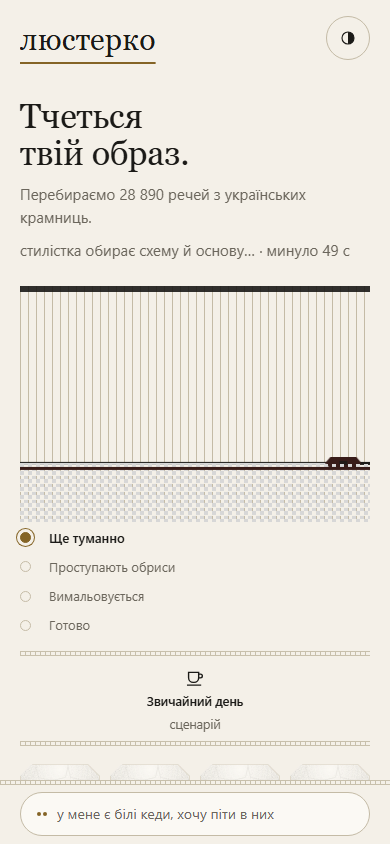 люстерко
Тчеться
твій образ.
Перебираємо 28 890 речей з українських
крамниць.
стилістка обирає схему й основу... · минуло 49 с
Ще туманно
Проступають обриси
Вимальовується
Готово
Звичайний день
сценарій
у мене є білі кеди, хочу піти в них